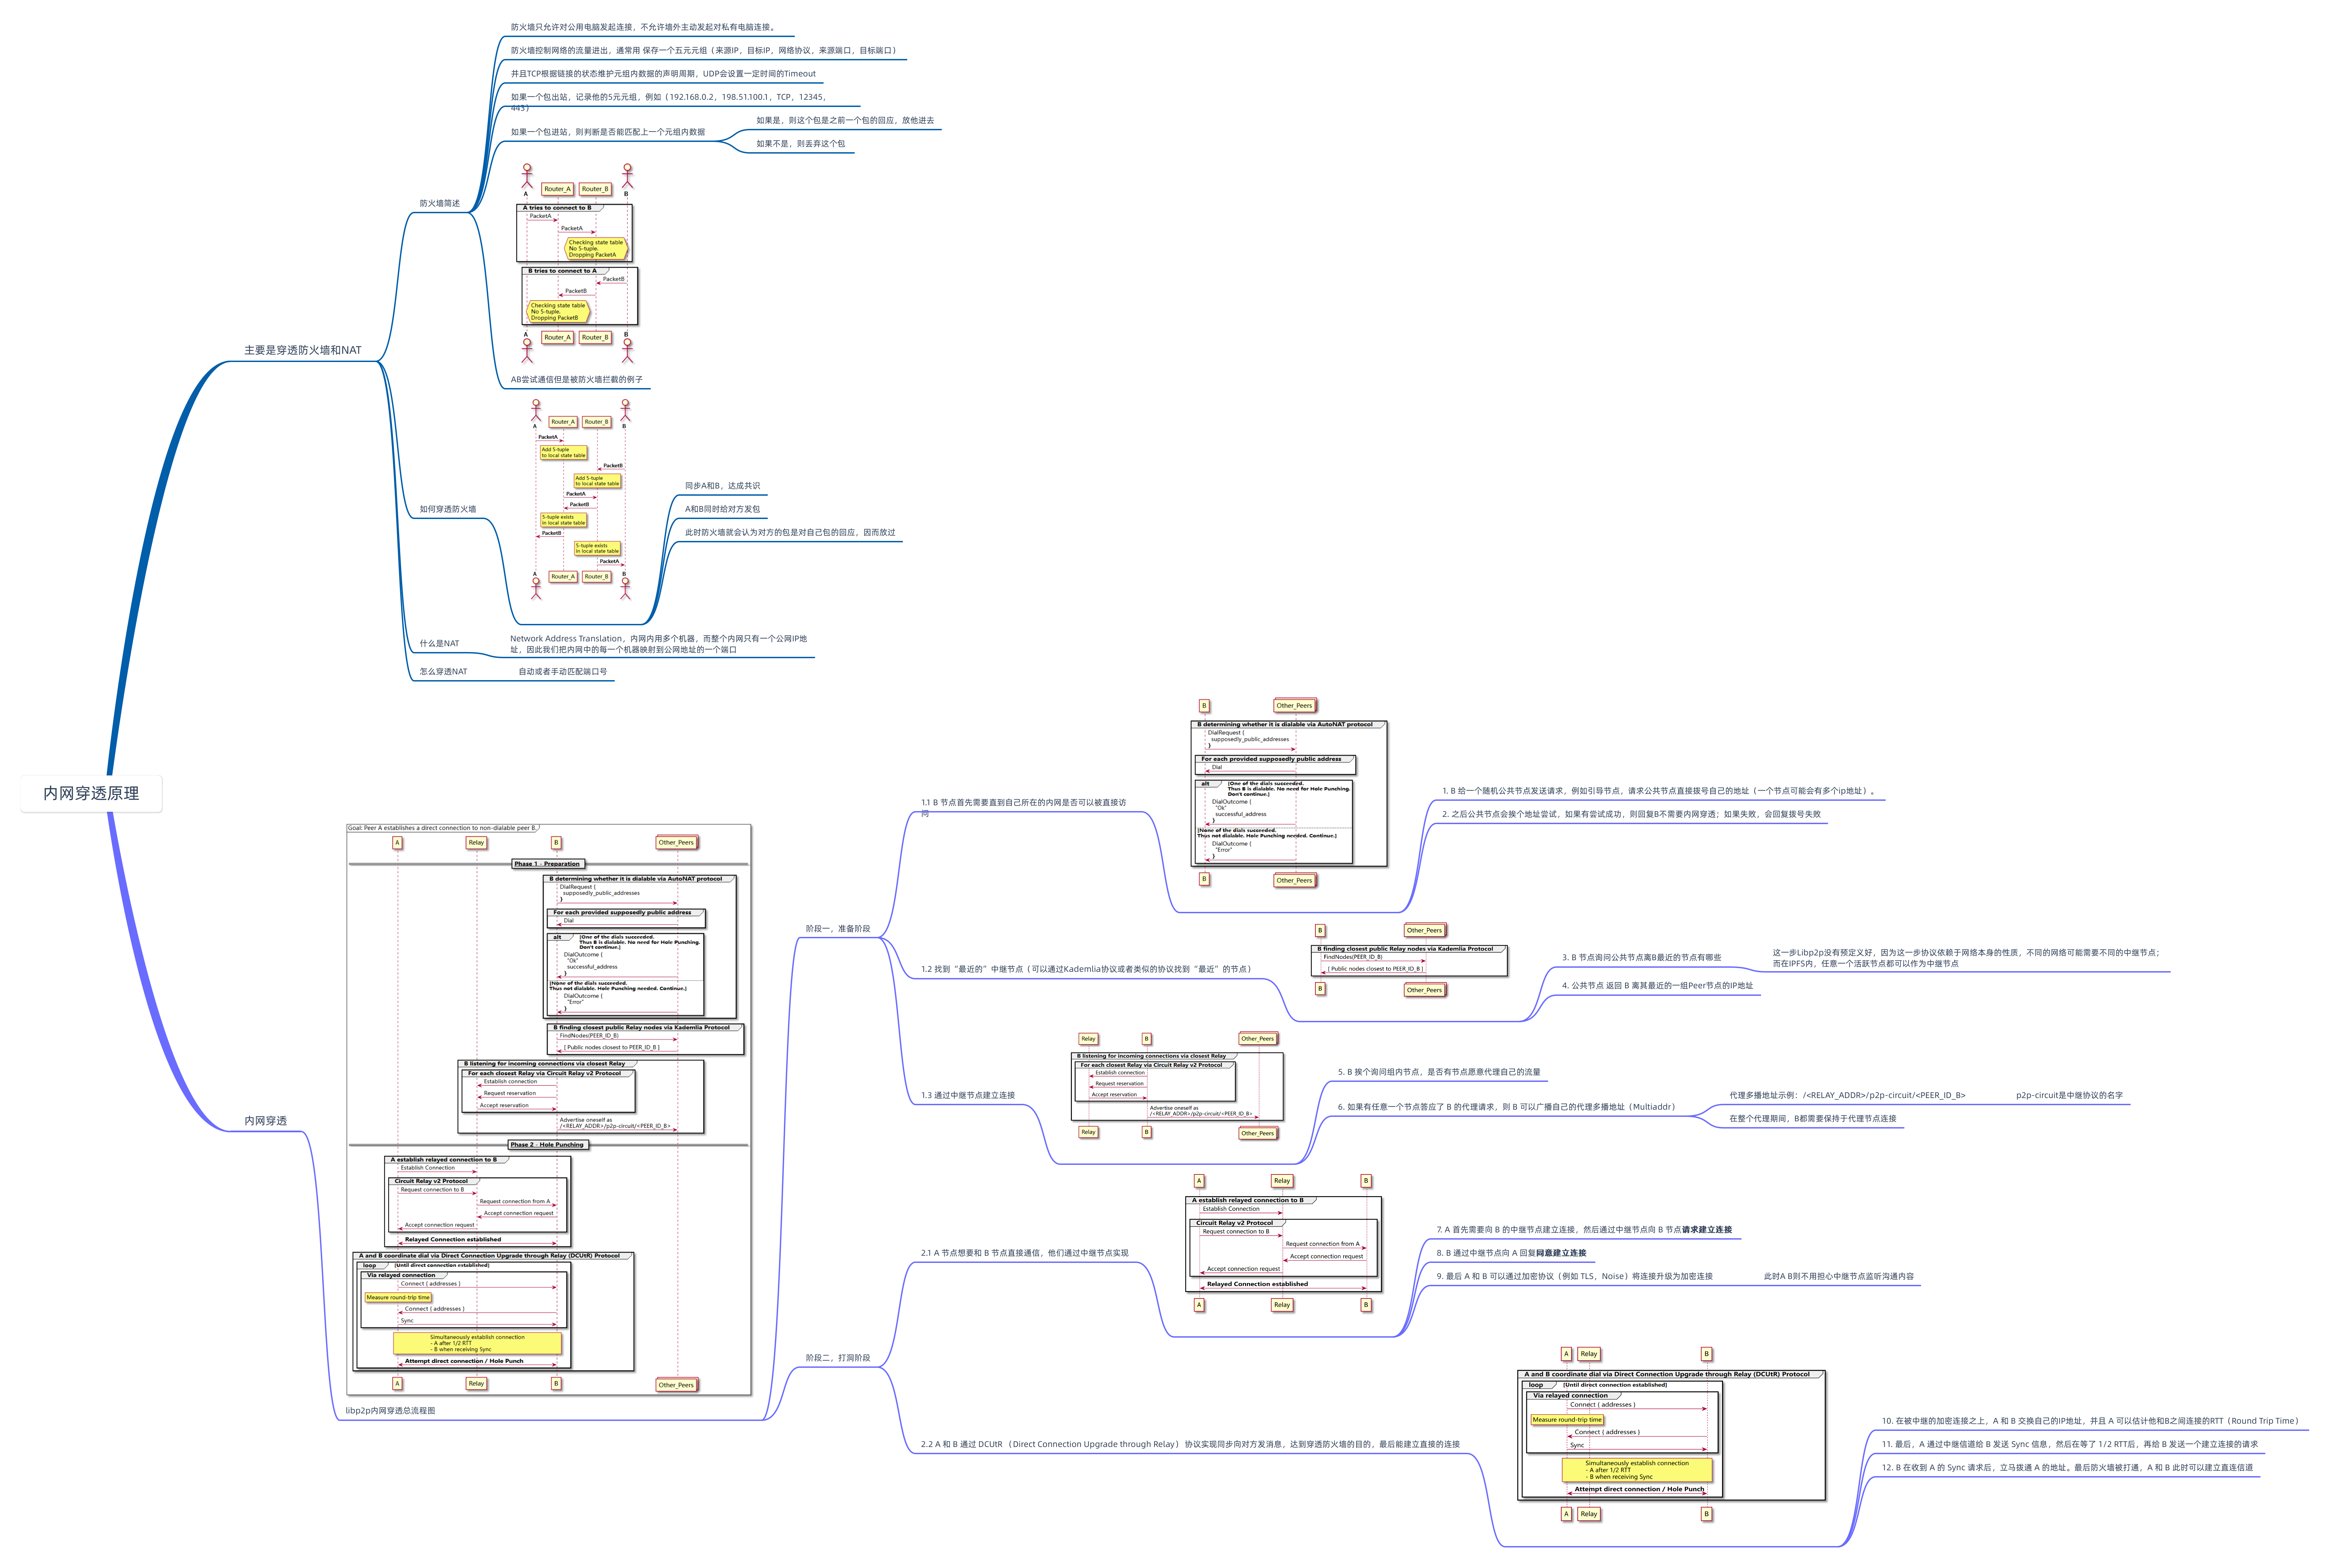 内网穿透原理
主要是穿透防火墙和NAT
防火墙简述
防火墙只允许对公用电脑发起连接，不允许墙外主动发起对私有电脑连接。
防火墙控制网络的流量进出，通常用 保存一个五元元组（来源IP，目标IP，网络协议，来源端口，目标端口）
并且TCP根据链接的状态维护元组内数据的声明周期，UDP会设置一定时间的Timeout
如果一个包出站，记录他的5元元组，例如（192.168.0.2，198.51.100.1，TCP，12345，
443）
如果一个包进站，则判断是否能匹配上一个元组内数据
如果是，则这个包是之前一个包的回应，放他进去
如果不是，则丢弃这个包
A
Router_A
Router_B
B
A tries to connect to B
PacketA
PacketA
Checking state table
No 5-tuple.
Dropping PacketA
B tries to connect to A
PacketB
PacketB
Checking state table
No 5-tuple.
Dropping PacketB
A
Router_A
Router_B
B
AB尝试通信但是被防火墙拦截的例子
如何穿透防火墙
A
Router_A
Router_B
B
PacketA
Add 5-tuple
to local state table
PacketB
Add 5-tuple
to local state table
PacketA
PacketB
5-tuple exists
in local state table
PacketB
5-tuple exists
in local state table
PacketA
A
Router_A
Router_B
B
同步A和B，达成共识
A和B同时给对方发包
此时防火墙就会认为对方的包是对自己包的回应，因而放过
什么是NAT
Network Address Translation，内网内用多个机器，而整个内网只有一个公网IP地
址，因此我们把内网中的每一个机器映射到公网地址的一个端口
怎么穿透NAT
自动或者手动匹配端口号
内网穿透
Goal: Peer A establishes a direct connection to non-dialable peer B.
A
Relay
B
Other_Peers
Phase 1 - Preparation
B determining whether it is dialable via AutoNAT protocol
DialRequest {
supposedly_public_addresses
}
For each provided supposedly public address
Dial
alt
[One of the dials succeeded.
Thus B is dialable. No need for Hole Punching.
Don't continue.]
DialOutcome {
"Ok"
successful_address
}
[None of the dials succeeded.
Thus not dialable. Hole Punching needed. Continue.]
DialOutcome {
"Error"
}
B finding closest public Relay nodes via Kademlia Protocol
FindNodes(PEER_ID_B)
[ Public nodes closest to PEER_ID_B ]
B listening for incoming connections via closest Relay
For each closest Relay via Circuit Relay v2 Protocol
Establish connection
Request reservation
Accept reservation
Advertise oneself as
/<RELAY_ADDR>/p2p-circuit/<PEER_ID_B>
Phase 2 - Hole Punching
A establish relayed connection to B
Establish Connection
Circuit Relay v2 Protocol
Request connection to B
Request connection from A
Accept connection request
Accept connection request
Relayed Connection established
A and B coordinate dial via Direct Connection Upgrade through Relay (DCUtR) Protocol
loop
[Until direct connection established]
Via relayed connection
Connect { addresses }
Measure round-trip time
Connect { addresses }
Sync
Simultaneously establish connection
- A after 1/2 RTT
- B when receiving Sync
Attempt direct connection / Hole Punch
A
Relay
B
Other_Peers
libp2p内网穿透总流程图
阶段一，准备阶段
1.1 B 节点首先需要直到自己所在的内网是否可以被直接访
问
B
Other_Peers
B determining whether it is dialable via AutoNAT protocol
DialRequest {
supposedly_public_addresses
}
For each provided supposedly public address
Dial
alt
[One of the dials succeeded.
Thus B is dialable. No need for Hole Punching.
Don't continue.]
DialOutcome {
"Ok"
successful_address
}
[None of the dials succeeded.
Thus not dialable. Hole Punching needed. Continue.]
DialOutcome {
"Error"
}
B
Other_Peers
1. B 给一个随机公共节点发送请求，例如引导节点，请求公共节点直接拨号自己的地址（一个节点可能会有多个ip地址）。
2. 之后公共节点会挨个地址尝试，如果有尝试成功，则回复B不需要内网穿透；如果失败，会回复拨号失败
1.2 找到“最近的”中继节点（可以通过Kademlia协议或者类似的协议找到“最近”的节点）
B
Other_Peers
B finding closest public Relay nodes via Kademlia Protocol
FindNodes(PEER_ID_B)
[ Public nodes closest to PEER_ID_B ]
B
Other_Peers
3. B 节点询问公共节点离B最近的节点有哪些
这一步Libp2p没有预定义好，因为这一步协议依赖于网络本身的性质，不同的网络可能需要不同的中继节点；
而在IPFS内，任意一个活跃节点都可以作为中继节点
4. 公共节点 返回 B 离其最近的一组Peer节点的IP地址
1.3 通过中继节点建立连接
Relay
B
Other_Peers
B listening for incoming connections via closest Relay
For each closest Relay via Circuit Relay v2 Protocol
Establish connection
Request reservation
Accept reservation
Advertise oneself as
/<RELAY_ADDR>/p2p-circuit/<PEER_ID_B>
Relay
B
Other_Peers
5. B 挨个询问组内节点，是否有节点愿意代理自己的流量
6. 如果有任意一个节点答应了 B 的代理请求，则 B 可以广播自己的代理多播地址（Multiaddr）
代理多播地址示例：/<RELAY_ADDR>/p2p-circuit/<PEER_ID_B>
p2p-circuit是中继协议的名字
在整个代理期间，B都需要保持于代理节点连接
阶段二，打洞阶段
2.1 A 节点想要和 B 节点直接通信，他们通过中继节点实现
A
Relay
B
A establish relayed connection to B
Establish Connection
Circuit Relay v2 Protocol
Request connection to B
Request connection from A
Accept connection request
Accept connection request
Relayed Connection established
A
Relay
B
7. A 首先需要向 B 的中继节点建立连接，然后通过中继节点向 B 节点请求建立连接
8. B 通过中继节点向 A 回复同意建立连接
9. 最后 A 和 B 可以通过加密协议（例如 TLS，Noise）将连接升级为加密连接
此时A B则不用担心中继节点监听沟通内容
2.2 A 和 B 通过 DCUtR （Direct Connection Upgrade through Relay） 协议实现同步向对方发消息，达到穿透防火墙的目的，最后能建立直接的连接
A
Relay
B
A and B coordinate dial via Direct Connection Upgrade through Relay (DCUtR) Protocol
loop
[Until direct connection established]
Via relayed connection
Connect { addresses }
Measure round-trip time
Connect { addresses }
Sync
Simultaneously establish connection
- A after 1/2 RTT
- B when receiving Sync
Attempt direct connection / Hole Punch
A
Relay
B
10. 在被中继的加密连接之上，A 和 B 交换自己的IP地址，并且 A 可以估计他和B之间连接的RTT（Round Trip Time）
11. 最后，A 通过中继信道给 B 发送 Sync 信息，然后在等了 1/2 RTT后，再给 B 发送一个建立连接的请求
12. B 在收到 A 的 Sync 请求后，立马拨通 A 的地址。最后防火墙被打通，A 和 B 此时可以建立直连信道